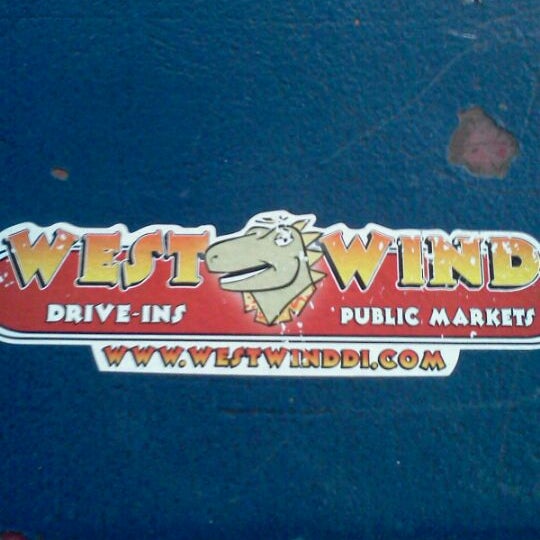 WEST WIND
DRIVE-INS PUBLIC MARKETS
WWW.WESTWINDDI.COM